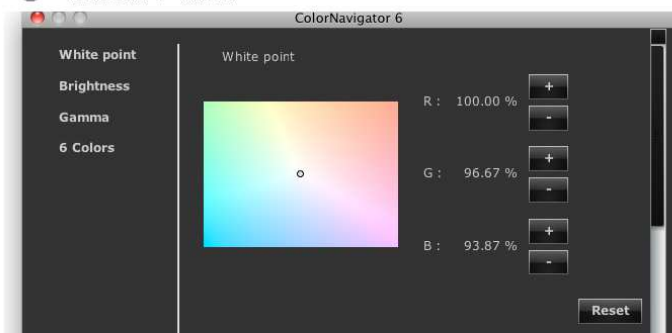 ColorNavigator 6
White point
Brightness
Gamma
6 Colors
White point
R : 100.00 %
+
-
G : 96.67 %
+
-
B : 93.87 %
+
-
Reset